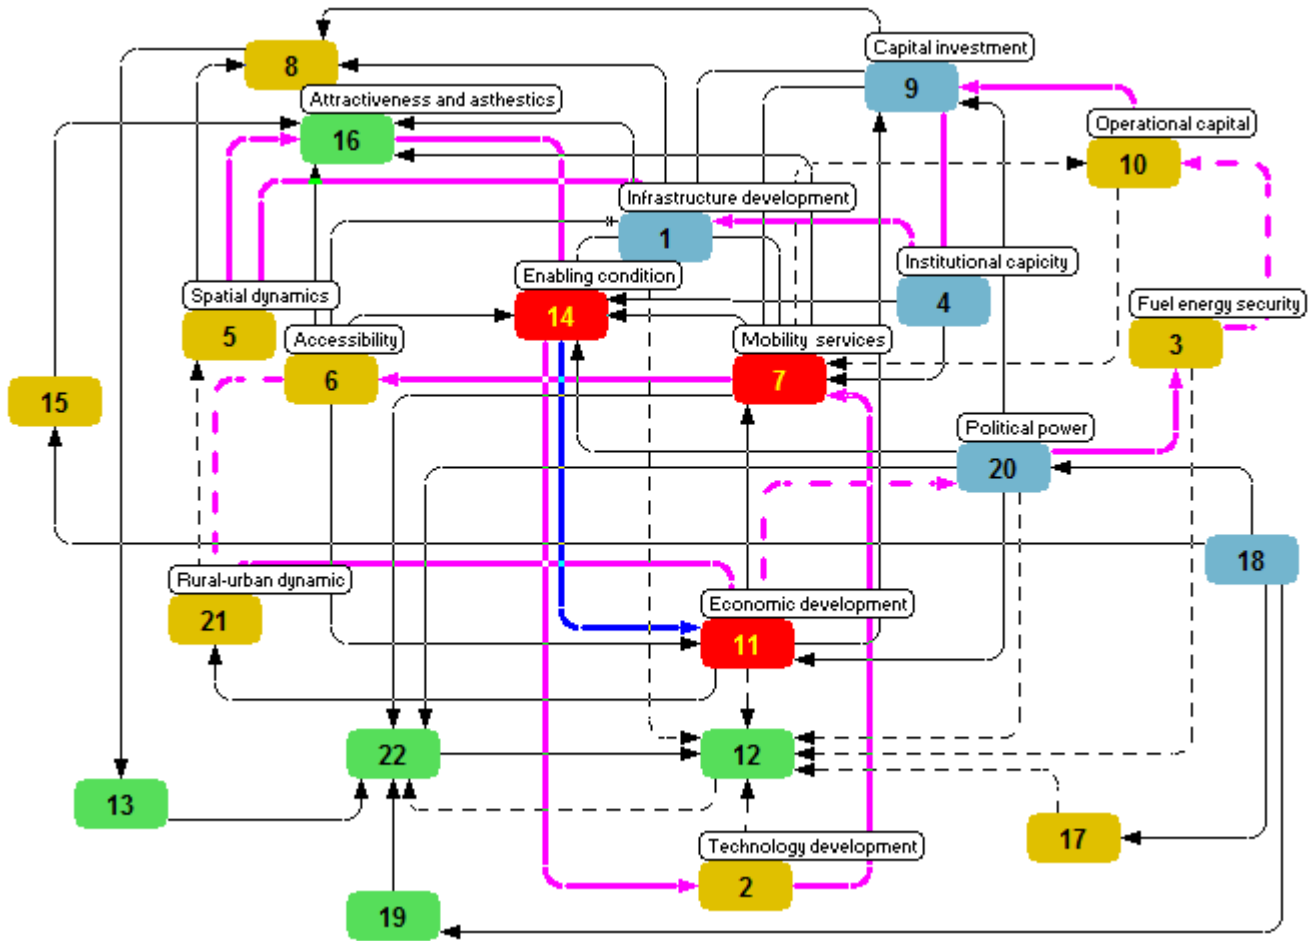 Capital investment
8
9
Attractiveness and asthestics
Operational capital
16
10
Infrastructure development
1
Institutional capicity
Enabling condition
4
Spatial dynamics
Fuel energy security
14
Accessibility
Mobility services
5
3
6
7
15
Political power
20
18
Rural-urban dynamic
Economic development
21
11
22
12
13
Technology development
17
2
19